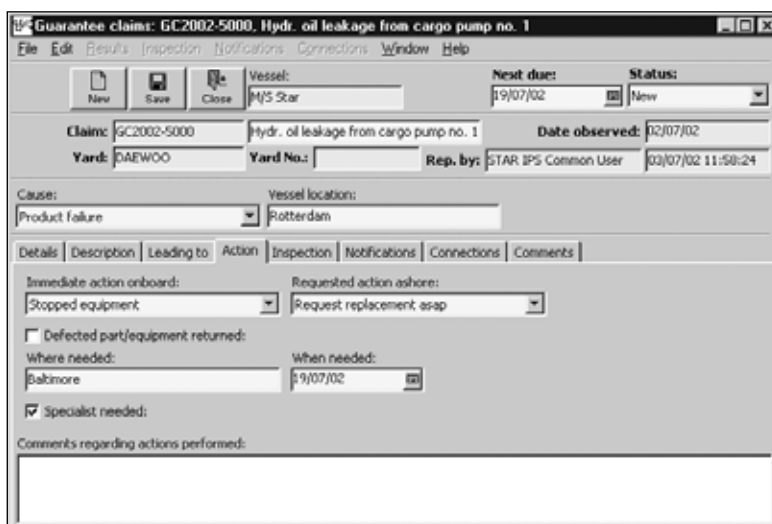 Guarantee claims: GC2002-5000, Hydr. oil leakage from cargo pump no. 1
File Edit Results Inspection Notifications Connections Window Help
New Save Close
Vessel:
M/S Star
Next due:
19/07/02
Status:
New
Claim: GC2002-5000 Hydr. oil leakage from cargo pump no. 1 Date observed: 02/07/02
Yard: DAEWOO Yard No.: Rep. by: STAR IPS Common User 03/07/02 11:58:24
Cause:
Product failure
Vessel location:
Rotterdam
Details Description Leading to Action Inspection Notifications Connections Comments
Immediate action onboard:
Stopped equipment
Requested action ashore:
Request replacement asap
Defected part/equipment returned:
Where needed:
Baltimore
When needed:
19/07/02
Specialist needed:
Comments regarding actions performed: